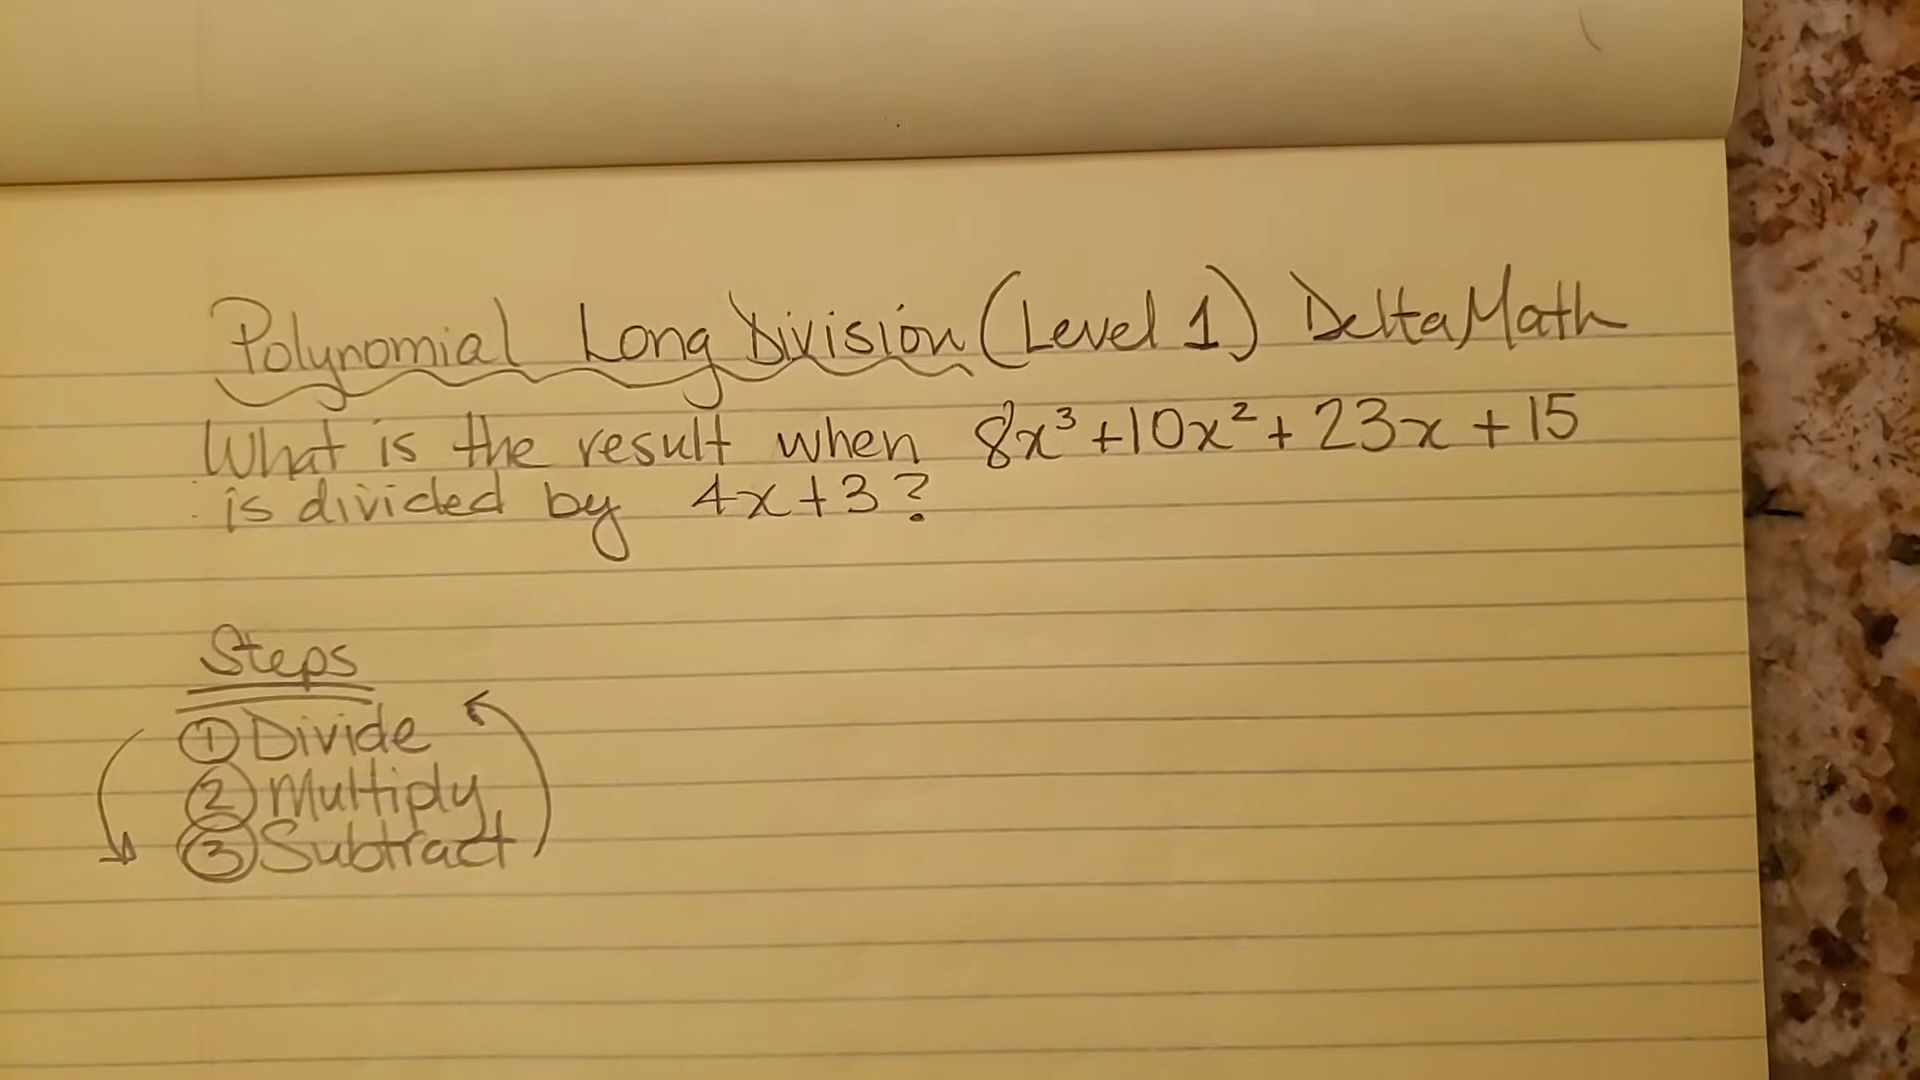 Polynomial Long Division (Level 1) DeltaMath
What is the result when 8x³+10x²+23x+15
is divided by 4x+3?
Steps
① Divide
② Multiply
③ Subtract